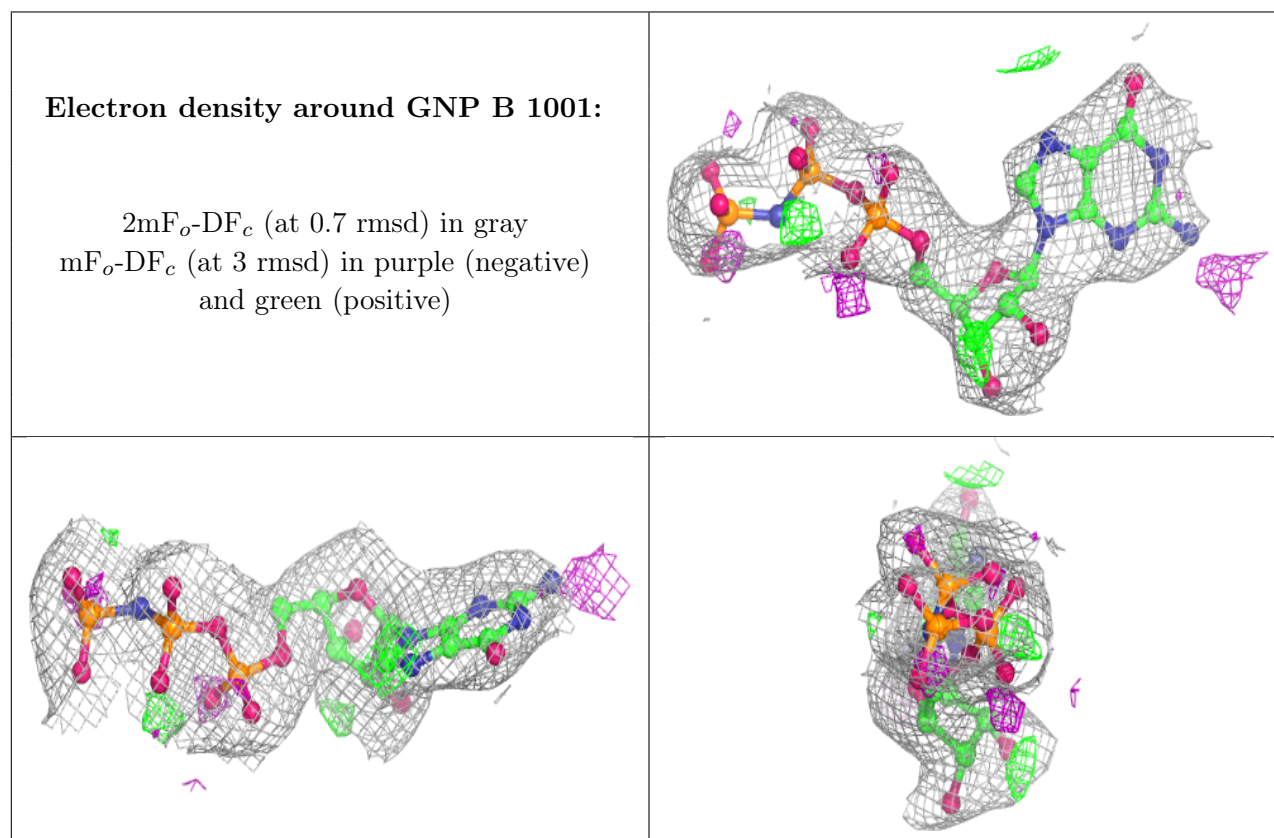 Electron density around GNP B 1001:
2mFo-DFc (at 0.7 rmsd) in gray
mFo-DFc (at 3 rmsd) in purple (negative)
and green (positive)